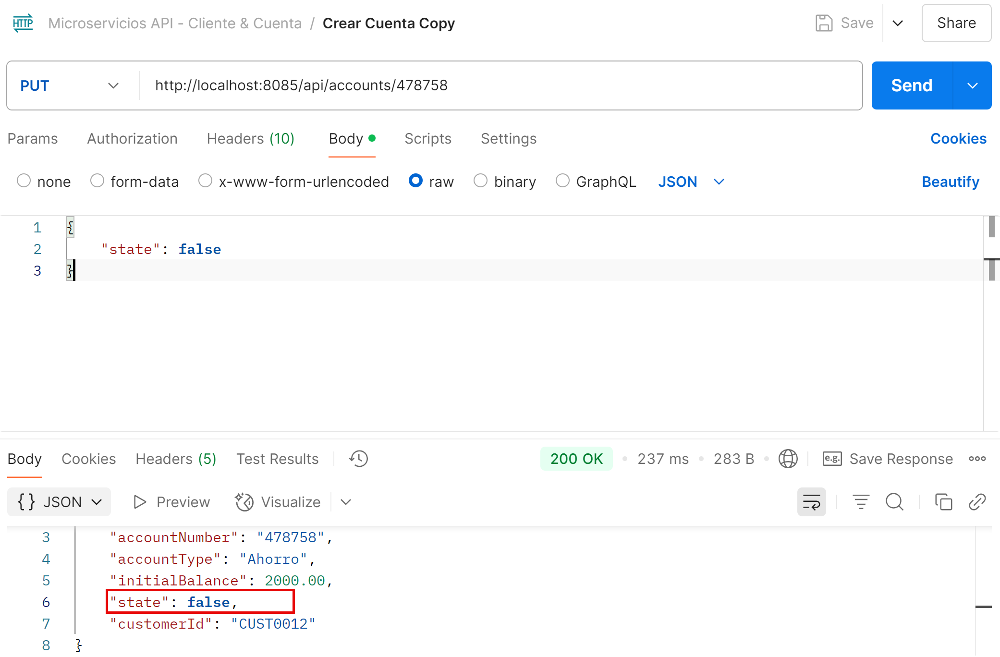 HTTP Microservicios API - Cliente & Cuenta / Crear Cuenta Copy Save Share
PUT http://localhost:8085/api/accounts/478758 Send
Params Authorization Headers (10) Body Scripts Settings Cookies
none form-data x-www-form-urlencoded raw binary GraphQL JSON Beautify
1 {
2 "state": false
3 }
Body Cookies Headers (5) Test Results 200 OK • 237 ms • 283 B • e.g. Save Response
{} JSON Preview Visualize
3 "accountNumber": "478758",
4 "accountType": "Ahorro",
5 "initialBalance": 2000.00,
6 "state": false,
7 "customerId": "CUST0012"
8 }